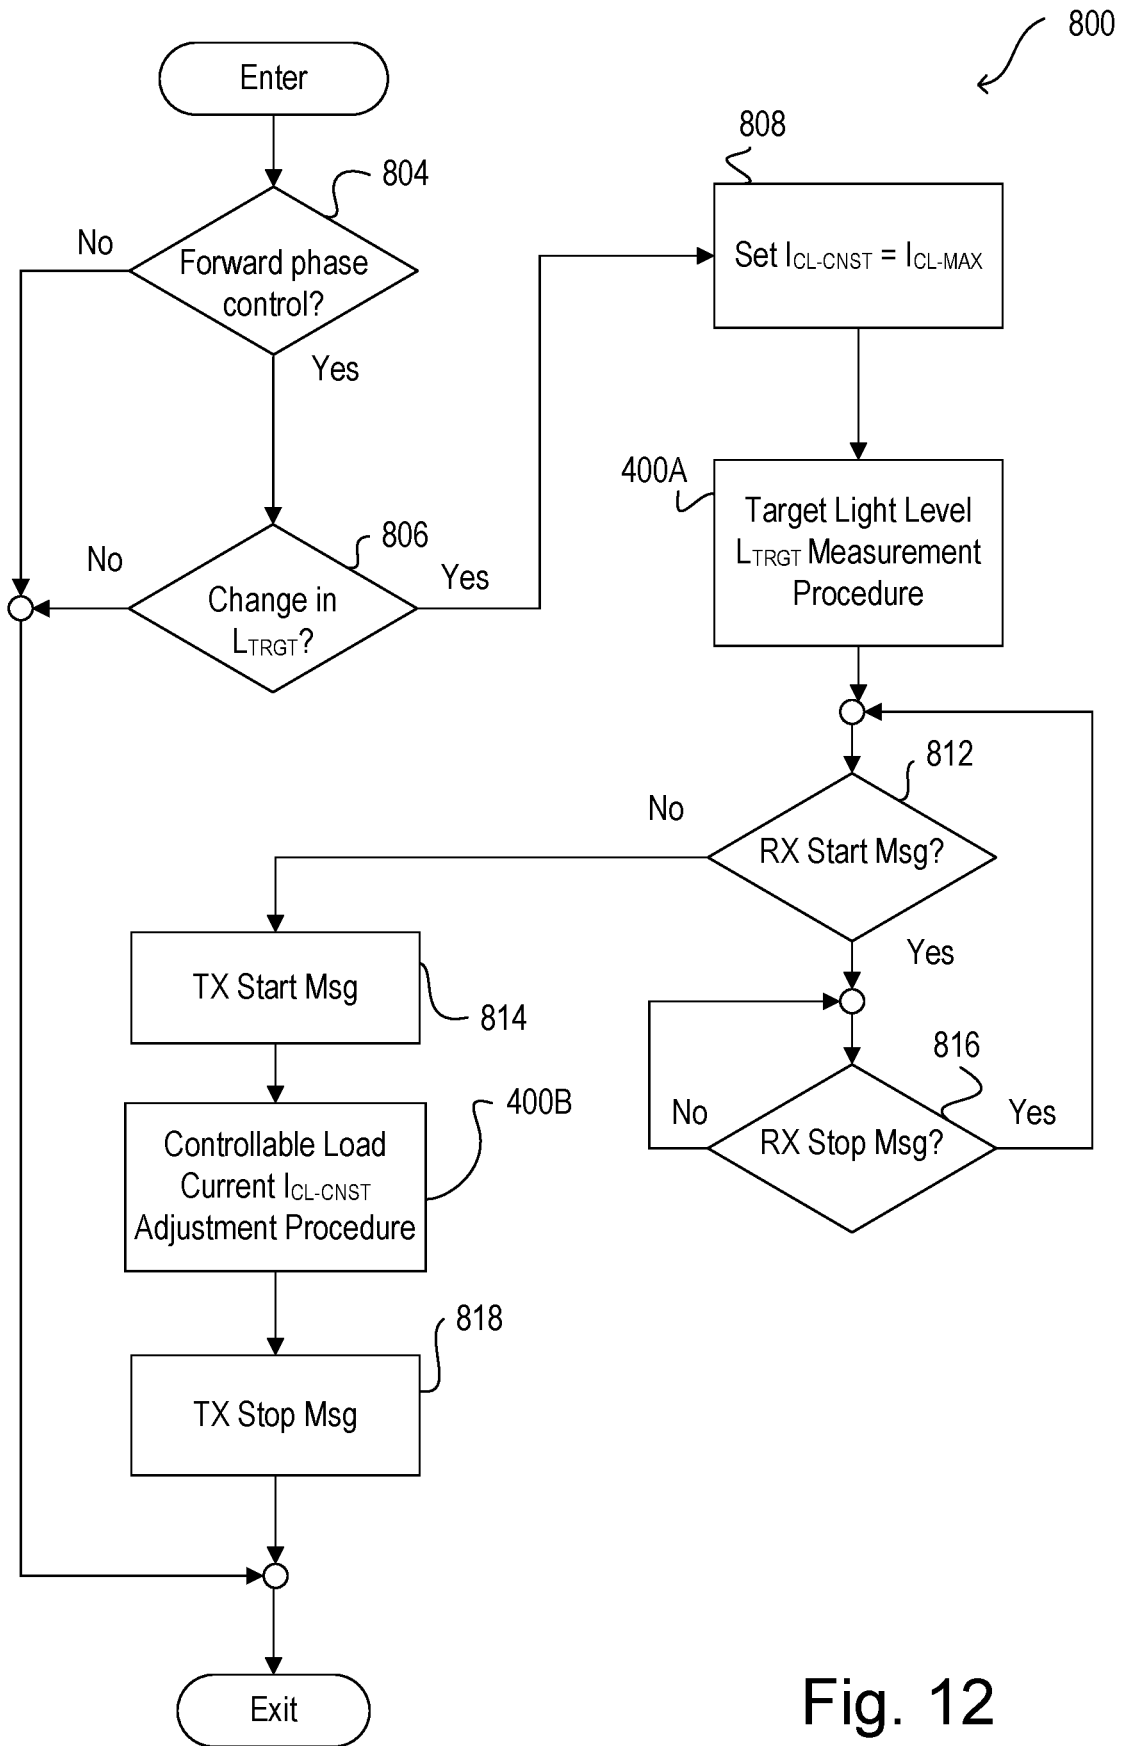 800
Enter
804
No
Forward phase
control?
Yes
808
Set ICL-CNST = ICL-MAX
400A
Target Light Level
LTRGT Measurement
Procedure
806
No
Change in
LTRGT?
Yes
812
No
RX Start Msg?
Yes
816
No
RX Stop Msg?
Yes
TX Start Msg
814
400B
Controllable Load
Current ICL-CNST
Adjustment Procedure
818
TX Stop Msg
Exit
Fig. 12